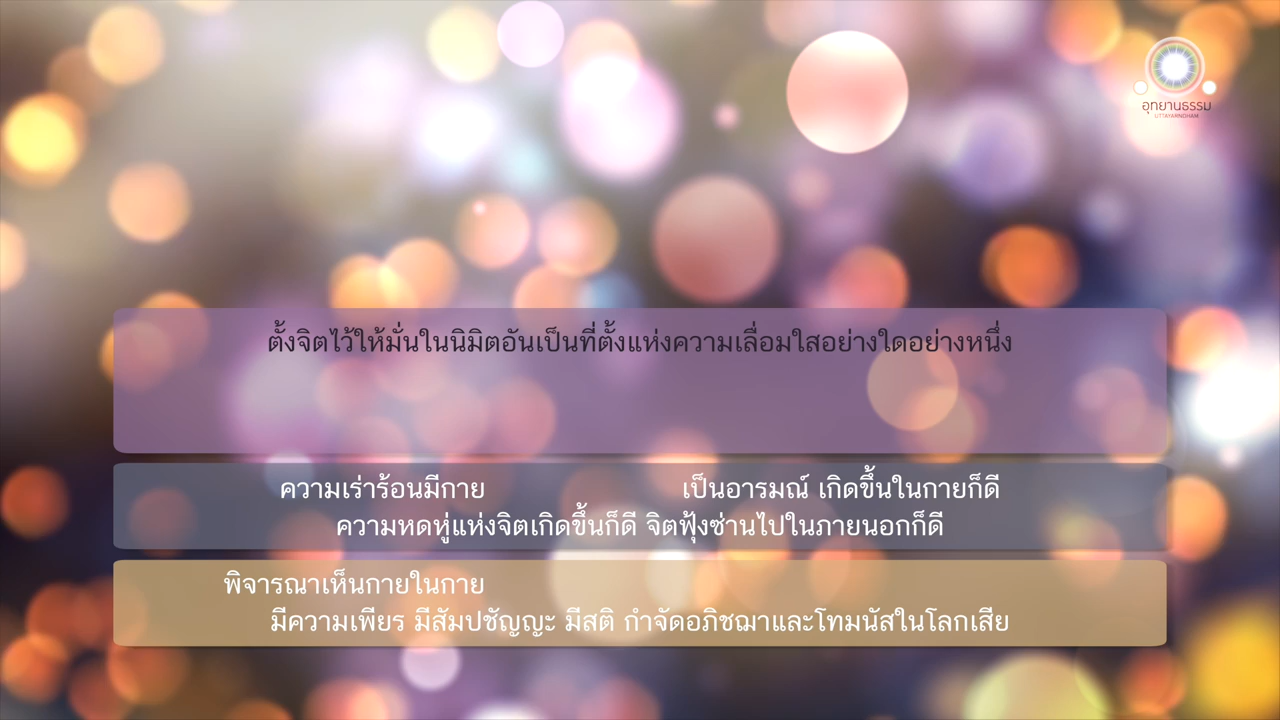 อุทยานธรรม
UTTAYARNDHAM
ตั้งจิตไว้ให้มั่นในนิมิตอันเป็นที่ตั้งแห่งความเลื่อมใสอย่างใดอย่างหนึ่ง
ความเร่าร้อนมีกาย เป็นอารมณ์ เกิดขึ้นในกายก็ดี
ความหดหู่แห่งจิตเกิดขึ้นก็ดี จิตฟุ้งซ่านไปในภายนอกก็ดี
พิจารณาเห็นกายในกาย
มีความเพียร มีสัมปชัญญะ มีสติ กำจัดอภิชฌาและโทมนัสในโลกเสีย